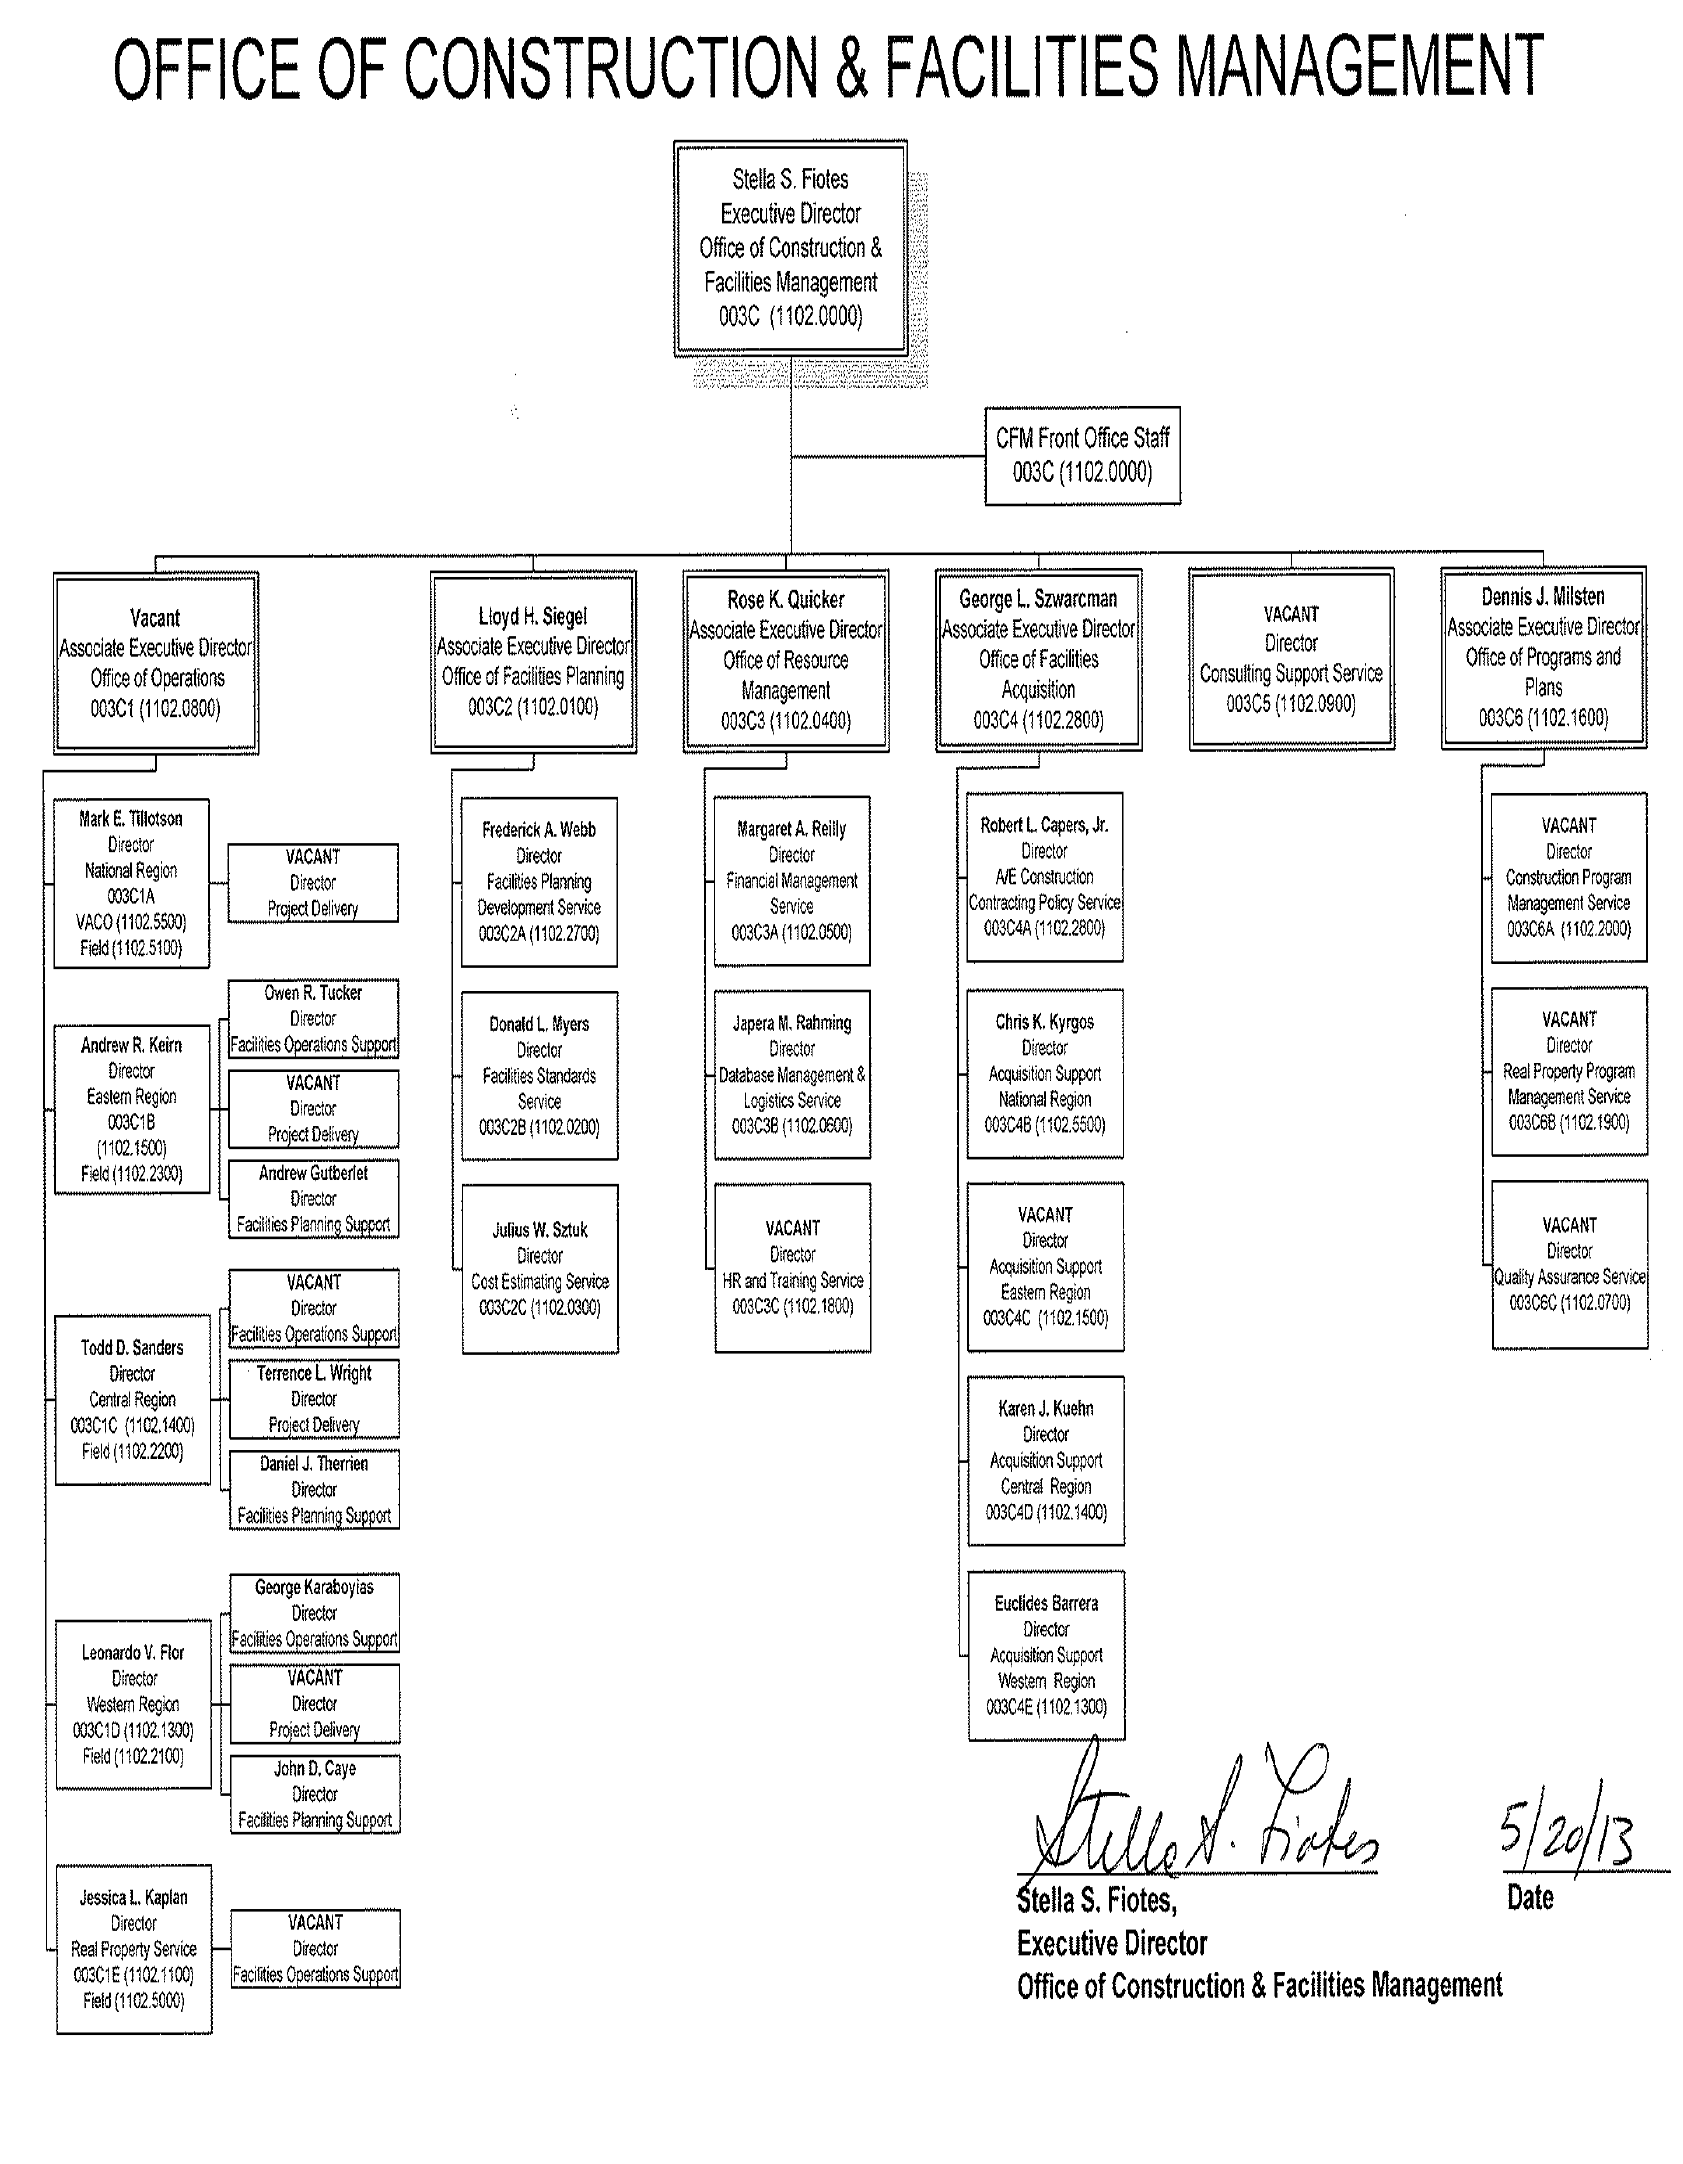 OFFICE OF CONSTRUCTION & FACILITIES MANAGEMENT
Stella S. Fiotes
Executive Director
Office of Construction &
Facilities Management
003C (1102.0000)
CFM Front Office Staff
003C (1102.0000)
Vacant
Associate Executive Director
Office of Operations
003C1 (1102.0800)
Lloyd H. Siegel
Associate Executive Director
Office of Facilities Planning
003C2 (1102.0100)
Rose K. Quicker
Associate Executive Director
Office of Resource
Management
003C3 (1102.0400)
George L. Szwarcman
Associate Executive Director
Office of Facilities
Acquisition
003C4 (1102.2800)
VACANT
Director
Consulting Support Service
003C5 (1102.0900)
Dennis J. Milsten
Associate Executive Director
Office of Programs and
Plans
003C6 (1102.1600)
Mark E. Tillotson
Director
National Region
003C1A
VACO (1102.5500)
Field (1102.5100)
VACANT
Director
Project Delivery
Andrew R. Keirn
Director
Eastern Region
003C1B
(1102.1500)
Field (1102.2300)
Owen R. Tucker
Director
Facilities Operations Support
VACANT
Director
Project Delivery
Andrew Gutberlet
Director
Facilities Planning Support
Todd D. Sanders
Director
Central Region
003C1C (1102.1400)
Field (1102.2200)
VACANT
Director
Facilities Operations Support
Terrence L. Wright
Director
Project Delivery
Daniel J. Therrien
Director
Facilities Planning Support
Leonardo V. Flor
Director
Western Region
003C1D (1102.1300)
Field (1102.2100)
George Karaboyias
Director
Facilities Operations Support
VACANT
Director
Project Delivery
John D. Caye
Director
Facilities Planning Support
Jessica L. Kaplan
Director
Real Property Service
003C1E (1102.1100)
Field (1102.5000)
VACANT
Director
Facilities Operations Support
Frederick A. Webb
Director
Facilities Planning
Development Service
003C2A (1102.2700)
Donald L. Myers
Director
Facilities Standards
Service
003C2B (1102.0200)
Julius W. Sztuk
Director
Cost Estimating Service
003C2C (1102.0300)
Margaret A. Reilly
Director
Financial Management
Service
003C3A (1102.0500)
Japera M. Rahming
Director
Database Management &
Logistics Service
003C3B (1102.0600)
VACANT
Director
HR and Training Service
003C3C (1102.1800)
Robert L. Capers, Jr.
Director
A/E Construction
Contracting Policy Service
003C4A (1102.2800)
Chris K. Kyrgos
Director
Acquisition Support
National Region
003C4B (1102.5500)
VACANT
Director
Acquisition Support
Eastern Region
003C4C (1102.1500)
Karen J. Kuehn
Director
Acquisition Support
Central Region
003C4D (1102.1400)
Euclides Barrera
Director
Acquisition Support
Western Region
003C4E (1102.1300)
VACANT
Director
Construction Program
Management Service
003C6A (1102.2000)
VACANT
Director
Real Property Program
Management Service
003C6B (1102.1900)
VACANT
Director
Quality Assurance Service
003C6C (1102.0700)
Stella S. Fiotes
5/20/13
Stella S. Fiotes,
Date
Executive Director
Office of Construction & Facilities Management